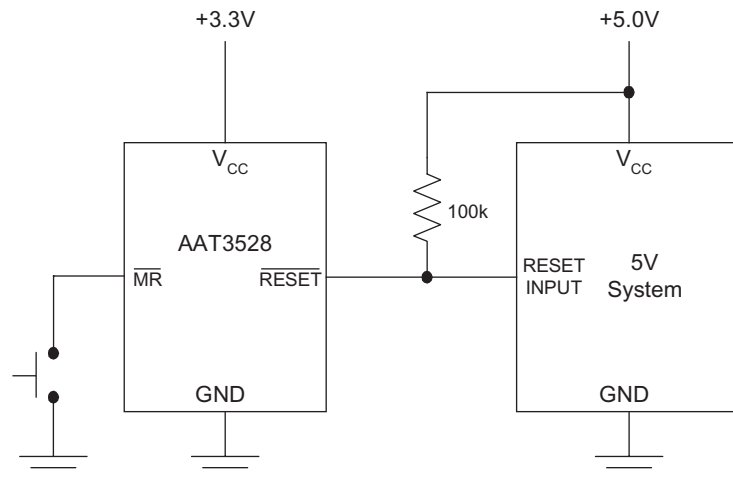 +3.3V
+5.0V
VCC
VCC
100k
AAT3528
MR
RESET
RESET
INPUT
5V
System
GND
GND